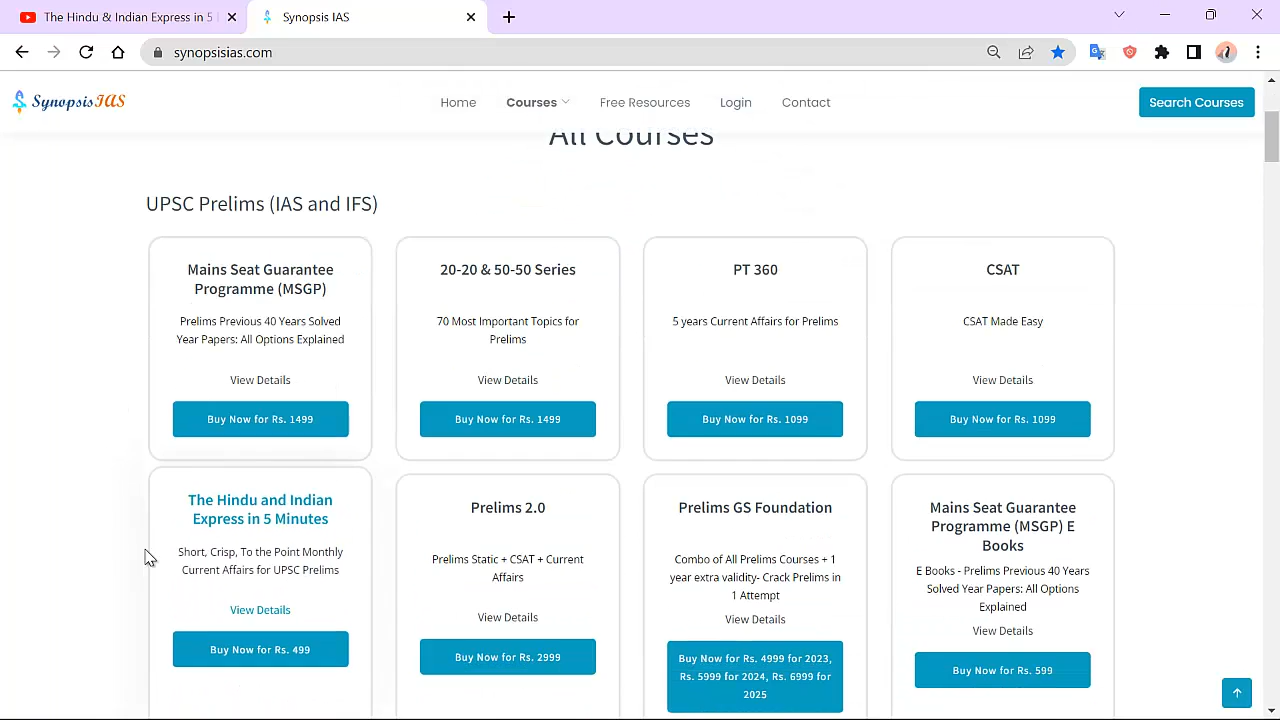 The Hindu & Indian Express in 5
Synopsis IAS
synopsisias.com
SynopsisIAS
Home
Courses
Free Resources
Login
Contact
Search Courses
All Courses
UPSC Prelims (IAS and IFS)
Mains Seat Guarantee
Programme (MSGP)
Prelims Previous 40 Years Solved
Year Papers: All Options Explained
View Details
Buy Now for Rs. 1499
20-20 & 50-50 Series
70 Most Important Topics for
Prelims
View Details
Buy Now for Rs. 1499
PT 360
5 years Current Affairs for Prelims
View Details
Buy Now for Rs. 1099
CSAT
CSAT Made Easy
View Details
Buy Now for Rs. 1099
The Hindu and Indian
Express in 5 Minutes
Short, Crisp, To the Point Monthly
Current Affairs for UPSC Prelims
View Details
Buy Now for Rs. 499
Prelims 2.0
Prelims Static + CSAT + Current
Affairs
View Details
Buy Now for Rs. 2999
Prelims GS Foundation
Combo of All Prelims Courses + 1
year extra validity- Crack Prelims in
1 Attempt
View Details
Buy Now for Rs. 4999 for 2023,
Rs. 5999 for 2024, Rs. 6999 for
2025
Mains Seat Guarantee
Programme (MSGP) E
Books
E Books - Prelims Previous 40 Years
Solved Year Papers: All Options
Explained
View Details
Buy Now for Rs. 599